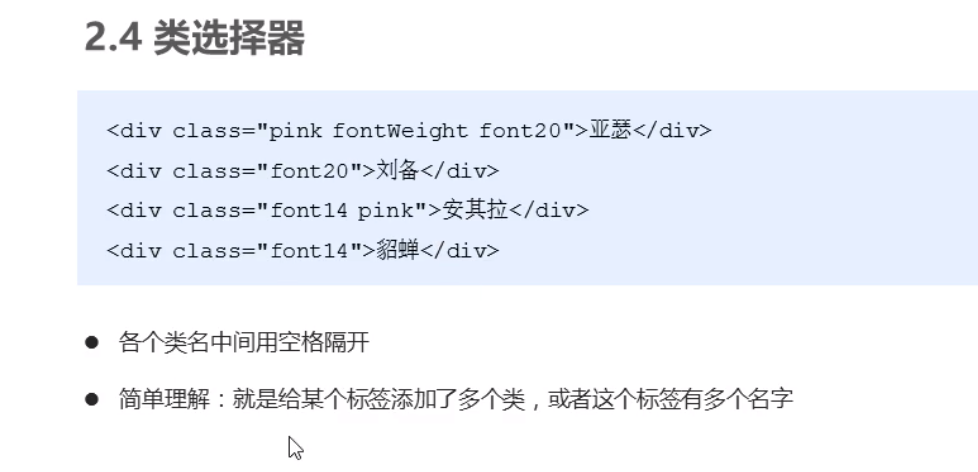 2.4 类选择器
<div class="pink fontWeight font20">亚瑟</div>
<div class="font20">刘备</div>
<div class="font14 pink">安其拉</div>
<div class="font14">貂蝉</div>
● 各个类名中间用空格隔开
● 简单理解：就是给某个标签添加了多个类，或者这个标签有多个名字